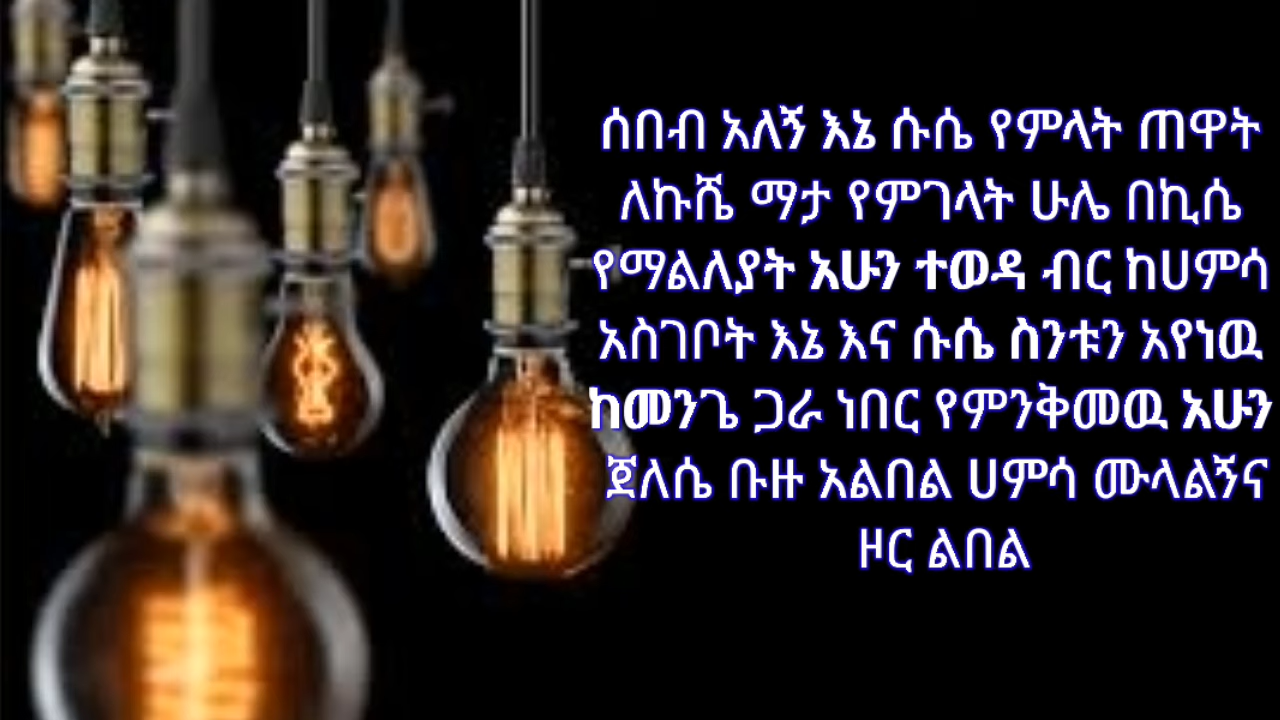 ሰበብ አለኝ እኔ ሱሴ የምላት ጠዋት
ለኩሼ ማታ የምገላት ሁሌ በኪሴ
የማልለያት አሁን ተወዳ ብር ከሀምሳ
አስገቦት እኔ እና ሱሴ ስንቱን አየነዉ
ከመንጌ ጋራ ነበር የምንቅመዉ አሁን
ጀለሴ ቡዙ አልበል ሀምሳ ሙላልኝና
ዞር ልበል